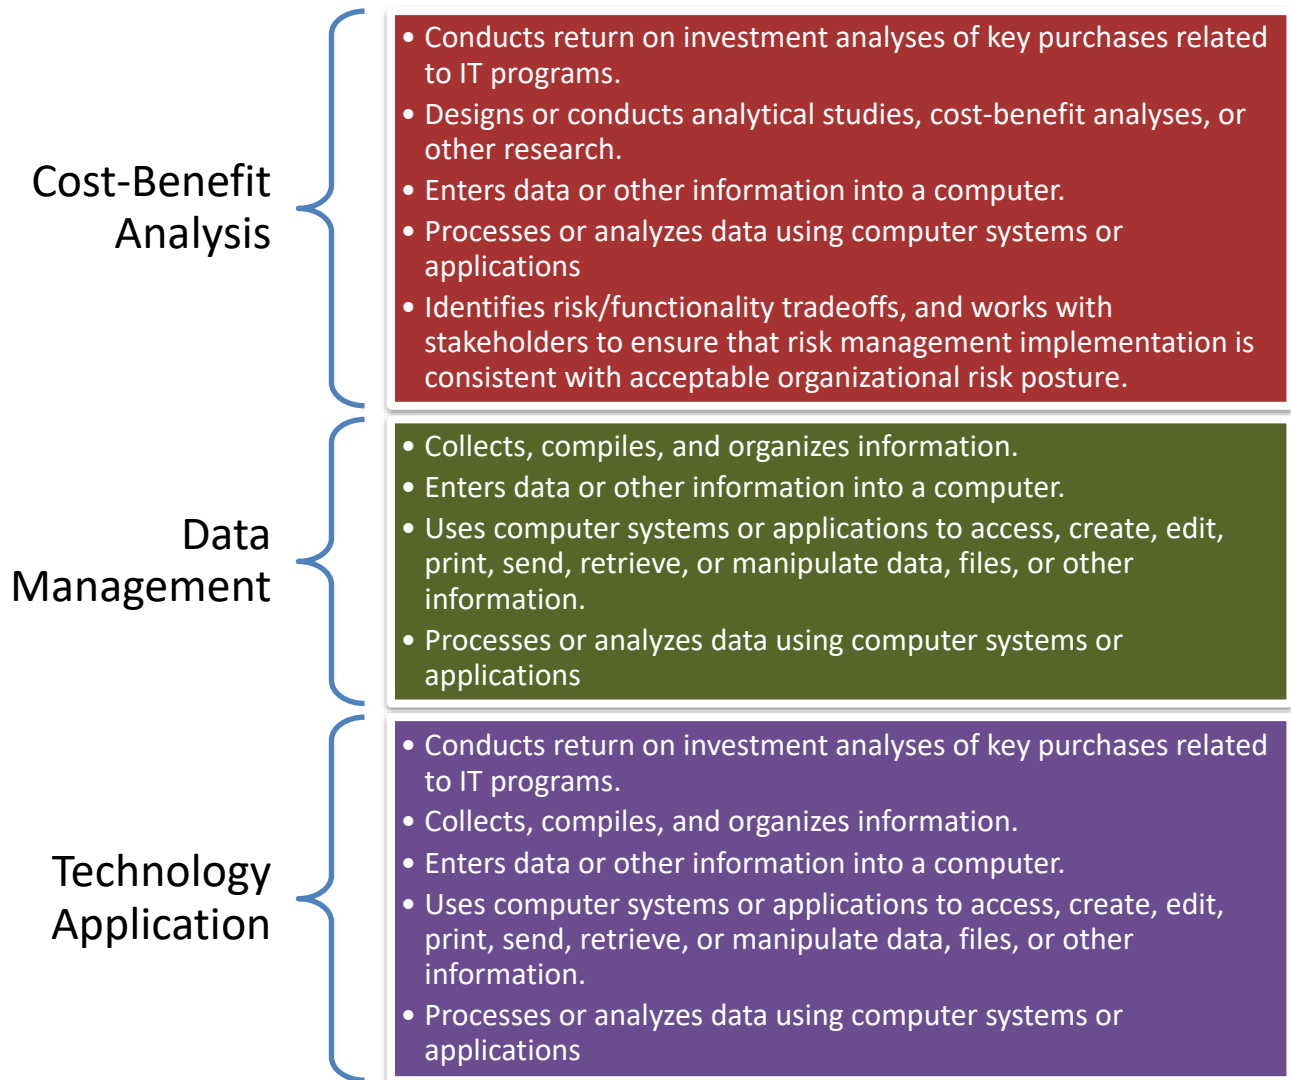 Cost-Benefit
Analysis
• Conducts return on investment analyses of key purchases related
to IT programs.
• Designs or conducts analytical studies, cost-benefit analyses, or
other research.
• Enters data or other information into a computer.
• Processes or analyzes data using computer systems or
applications
• Identifies risk/functionality tradeoffs, and works with
stakeholders to ensure that risk management implementation is
consistent with acceptable organizational risk posture.
Data
Management
• Collects, compiles, and organizes information.
• Enters data or other information into a computer.
• Uses computer systems or applications to access, create, edit,
print, send, retrieve, or manipulate data, files, or other
information.
• Processes or analyzes data using computer systems or
applications
Technology
Application
• Conducts return on investment analyses of key purchases related
to IT programs.
• Collects, compiles, and organizes information.
• Enters data or other information into a computer.
• Uses computer systems or applications to access, create, edit,
print, send, retrieve, or manipulate data, files, or other
information.
• Processes or analyzes data using computer systems or
applications